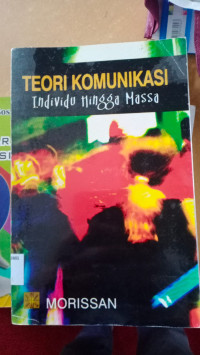 TEORI KOMUNIKASI
Individu Hingga Massa
MORISSAN